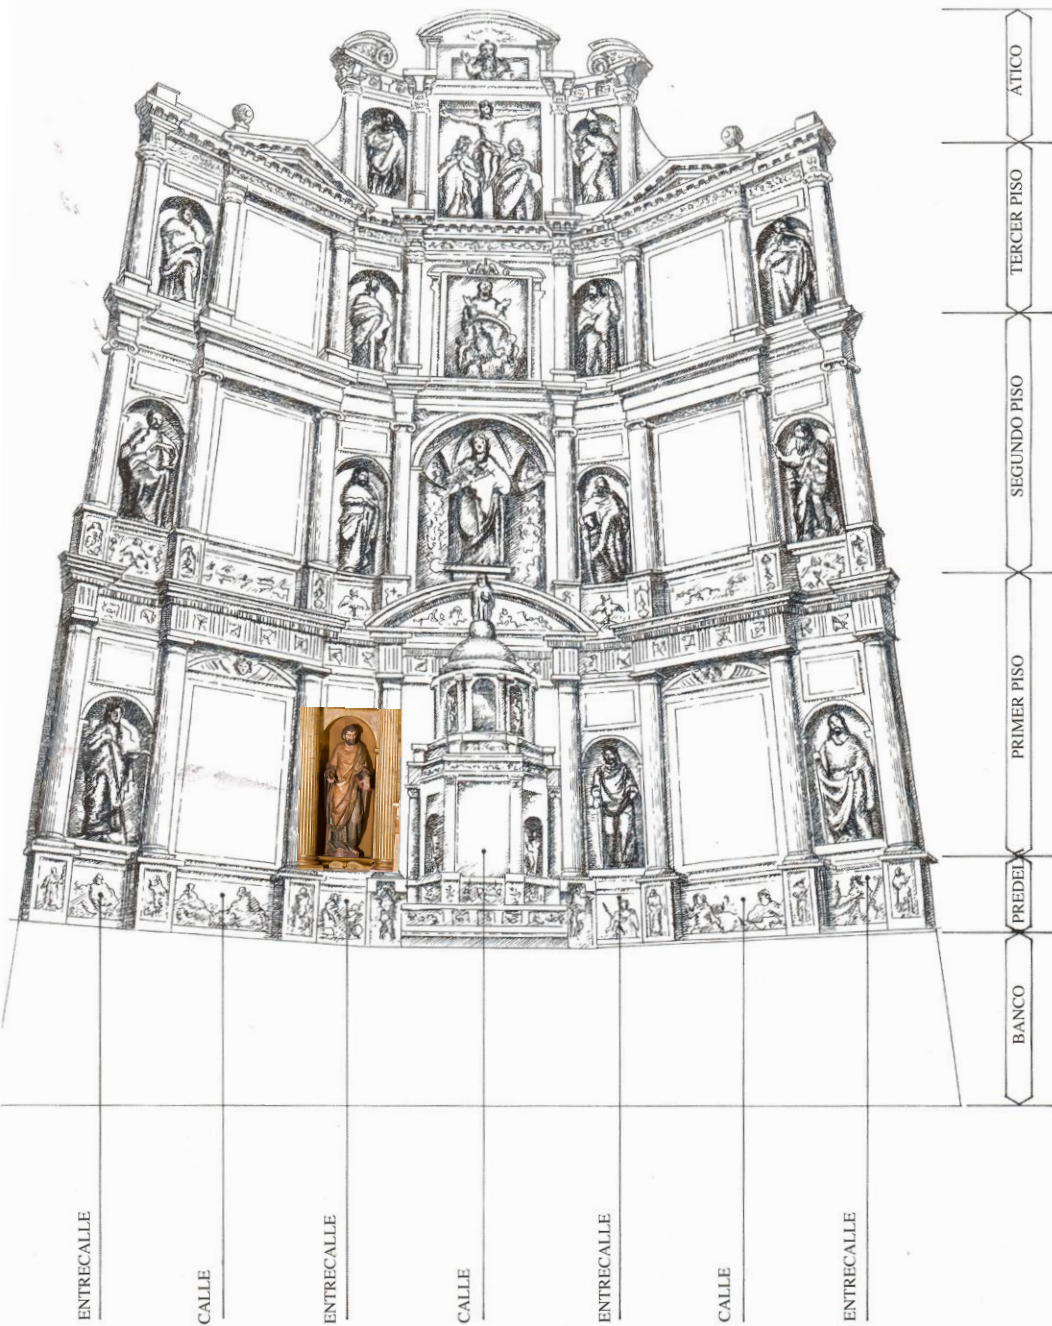 ATICO
TERCER PISO
SEGUNDO PISO
PRIMER PISO
PREDELA
BANCO
ENTRECALLE
CALLE
ENTRECALLE
CALLE
ENTRECALLE
CALLE
ENTRECALLE